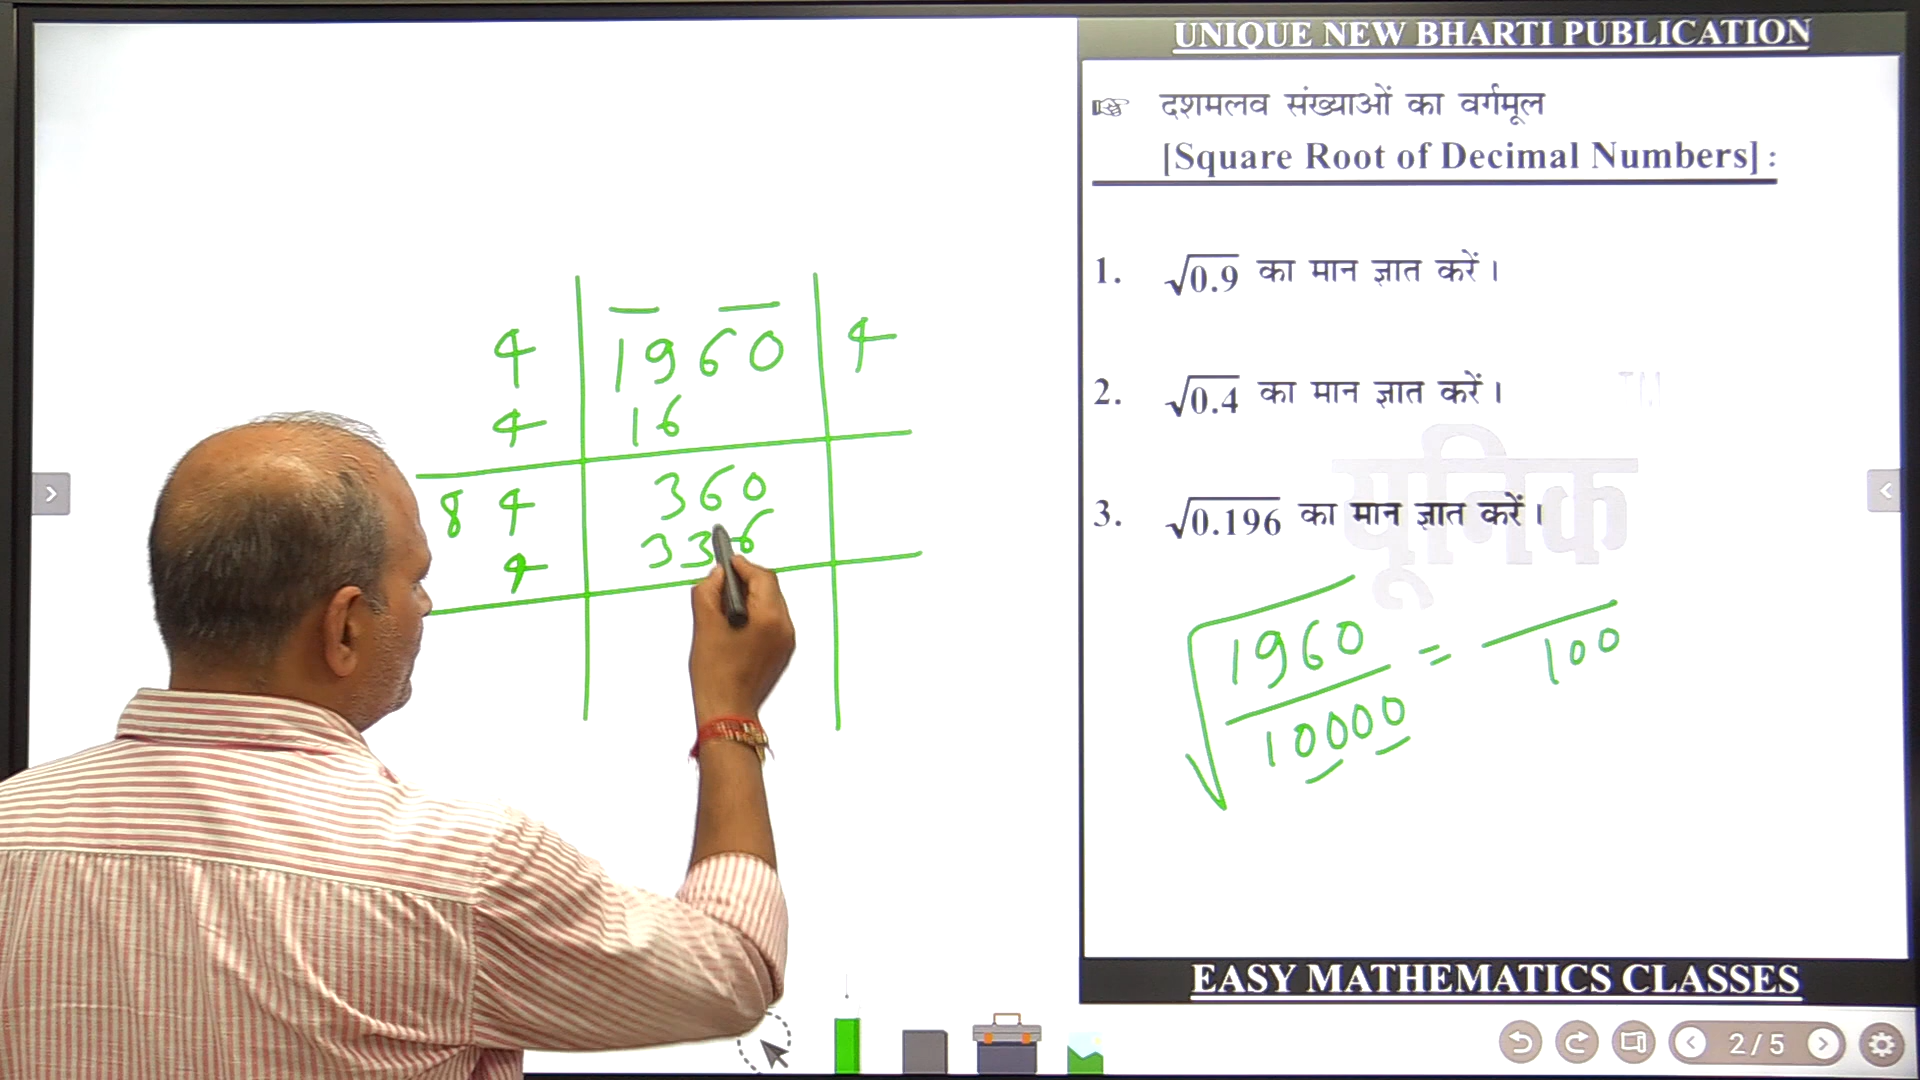 UNIQUE NEW BHARTI PUBLICATION
दशमलव संख्याओं का वर्गमूल
[Square Root of Decimal Numbers] :
1. √0.9 का मान ज्ञात करें।
2. √0.4 का मान ज्ञात करें।
3. √0.196 का मान ज्ञात करें।
यूनिक
TM
√1960/10000 = /100
4 | 1960 | 4
4 | 16
84 | 360
4 | 336
EASY MATHEMATICS CLASSES
2/5